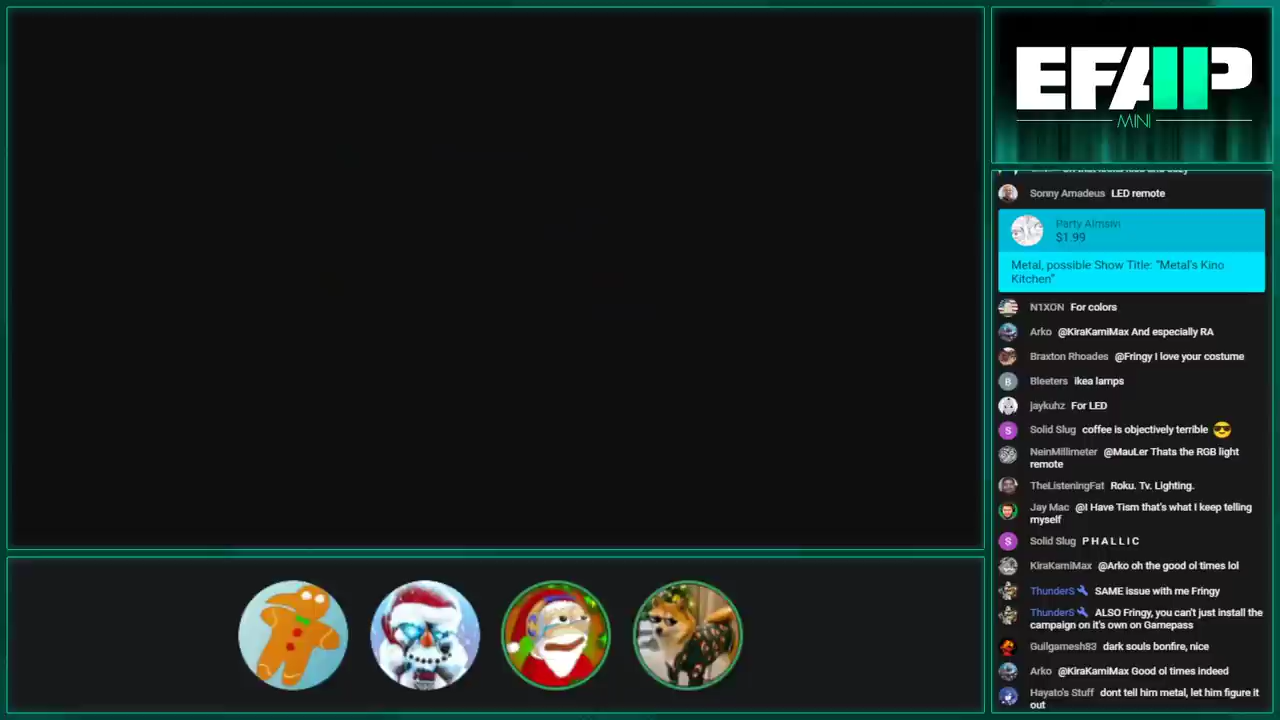 EFAP
MINI
Sonny Amadeus LED remote
Party Almaivi
$1.99
Metal, possible Show Title: "Metal's Kino
Kitchen"
N1XON For colors
Arko @KiraKamiMax And especially RA
Braxton Rhoades @Fringy I love your costume
B
Bleeters ikea lamps
jaykuhz For LED
S
Solid Slug coffee is objectively terrible
NeinMillimeter @MauLer Thats the RGB light
remote
TheListeningFat Roku. Tv. Lighting.
Jay Mac @I Have Tism that's what I keep telling
myself
S
Solid Slug P H A L L I C
KiraKamiMax @Arko oh the good ol times lol
ThunderS SAME issue with me Fringy
ThunderS ALSO Fringy, you can't just install the
campaign on it's own on Gamepass
Guilgamesh83 dark souls bonfire, nice
Arko @KiraKamiMax Good ol times indeed
Hayato's Stuff dont tell him metal, let him figure it
out